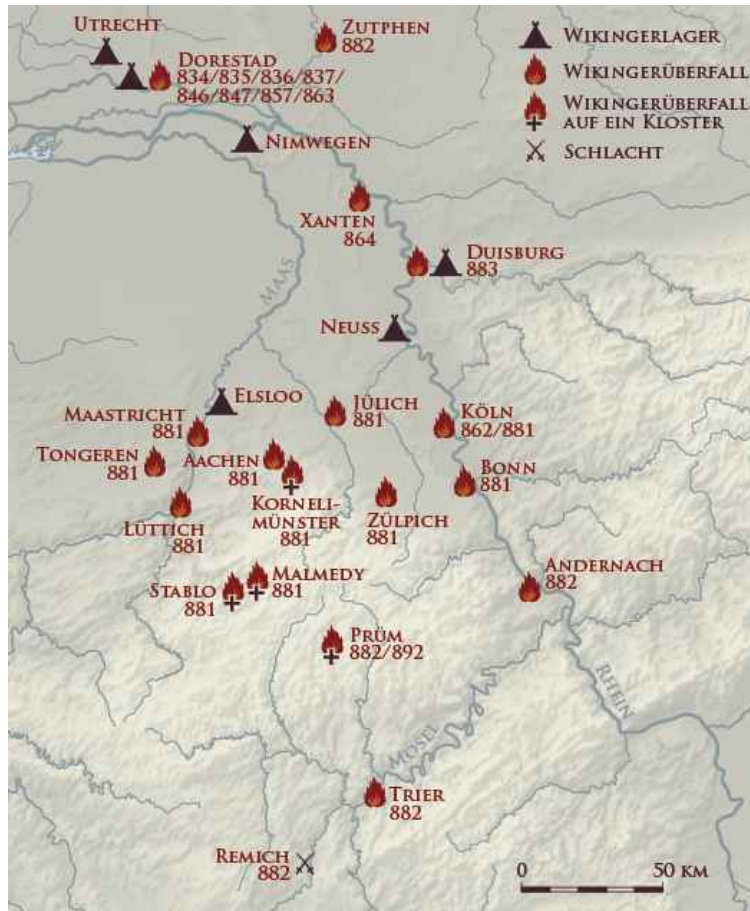 Utrecht
Zutphen
882
Dorestad
834/835/836/837/
846/847/857/863
Wikingerlager
Wikingerüberfall
Wikingerüberfall
auf ein Kloster
Schlacht
Nimwegen
Xanten
864
Duisburg
883
Maas
Neuss
Elsloo
Maastricht
881
Jülich
881
Köln
862/881
Tongeren
881
Aachen
881
Korneli-
münster
881
Bonn
881
Lüttich
881
Zülpich
881
Stablo
881
Malmedy
881
Andernach
882
Prüm
882/892
Rhein
Mosel
Trier
882
Remich
882
0 50 km